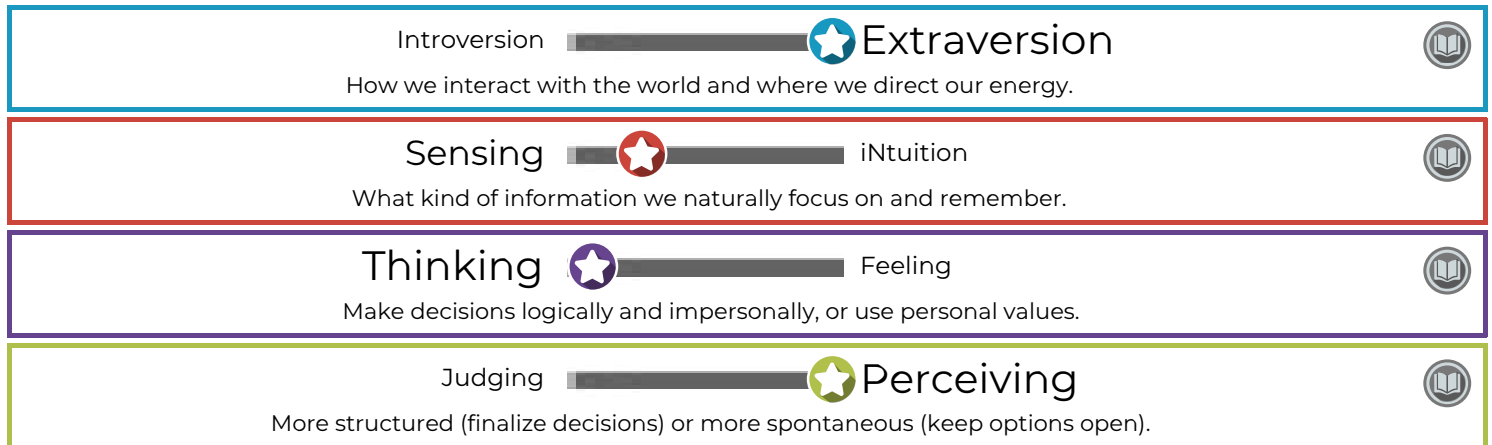 Introversion Extraversion
How we interact with the world and where we direct our energy.
Sensing iNtuition
What kind of information we naturally focus on and remember.
Thinking Feeling
Make decisions logically and impersonally, or use personal values.
Judging Perceiving
More structured (finalize decisions) or more spontaneous (keep options open).